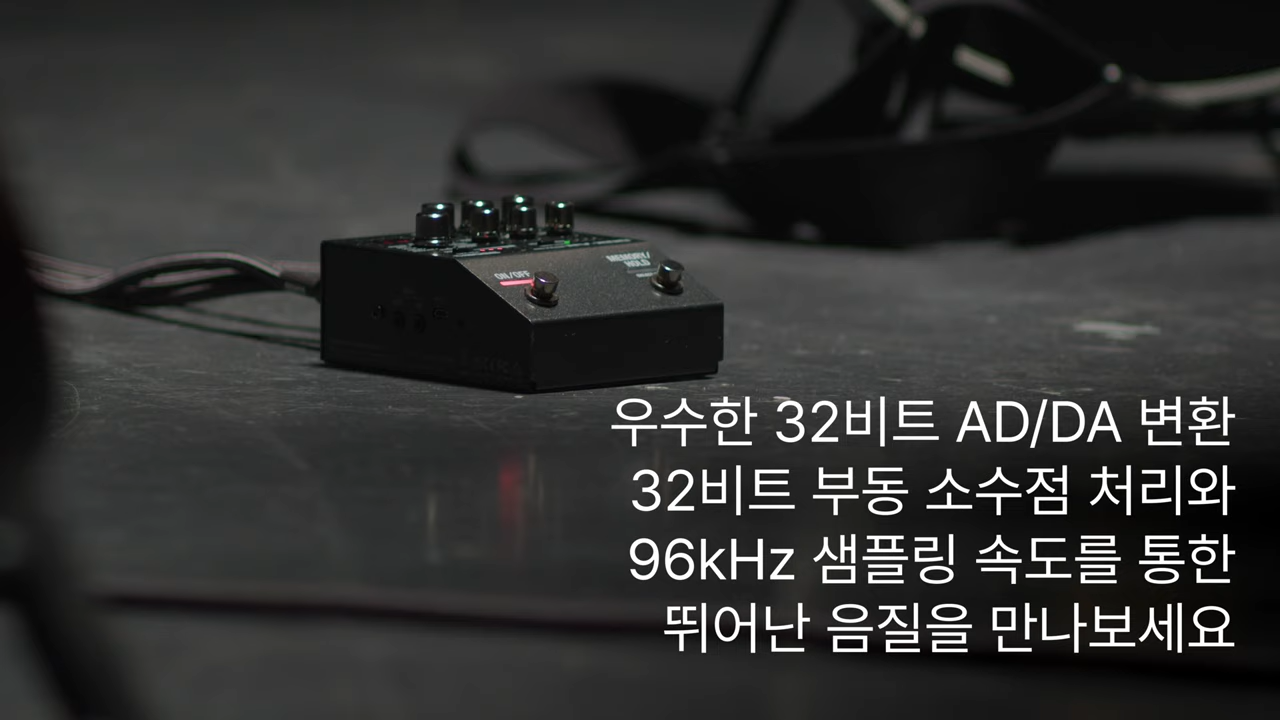 ON/OFF
MEMORY/
HOLD
우수한 32비트 AD/DA 변환
32비트 부동 소수점 처리와
96kHz 샘플링 속도를 통한
뛰어난 음질을 만나보세요